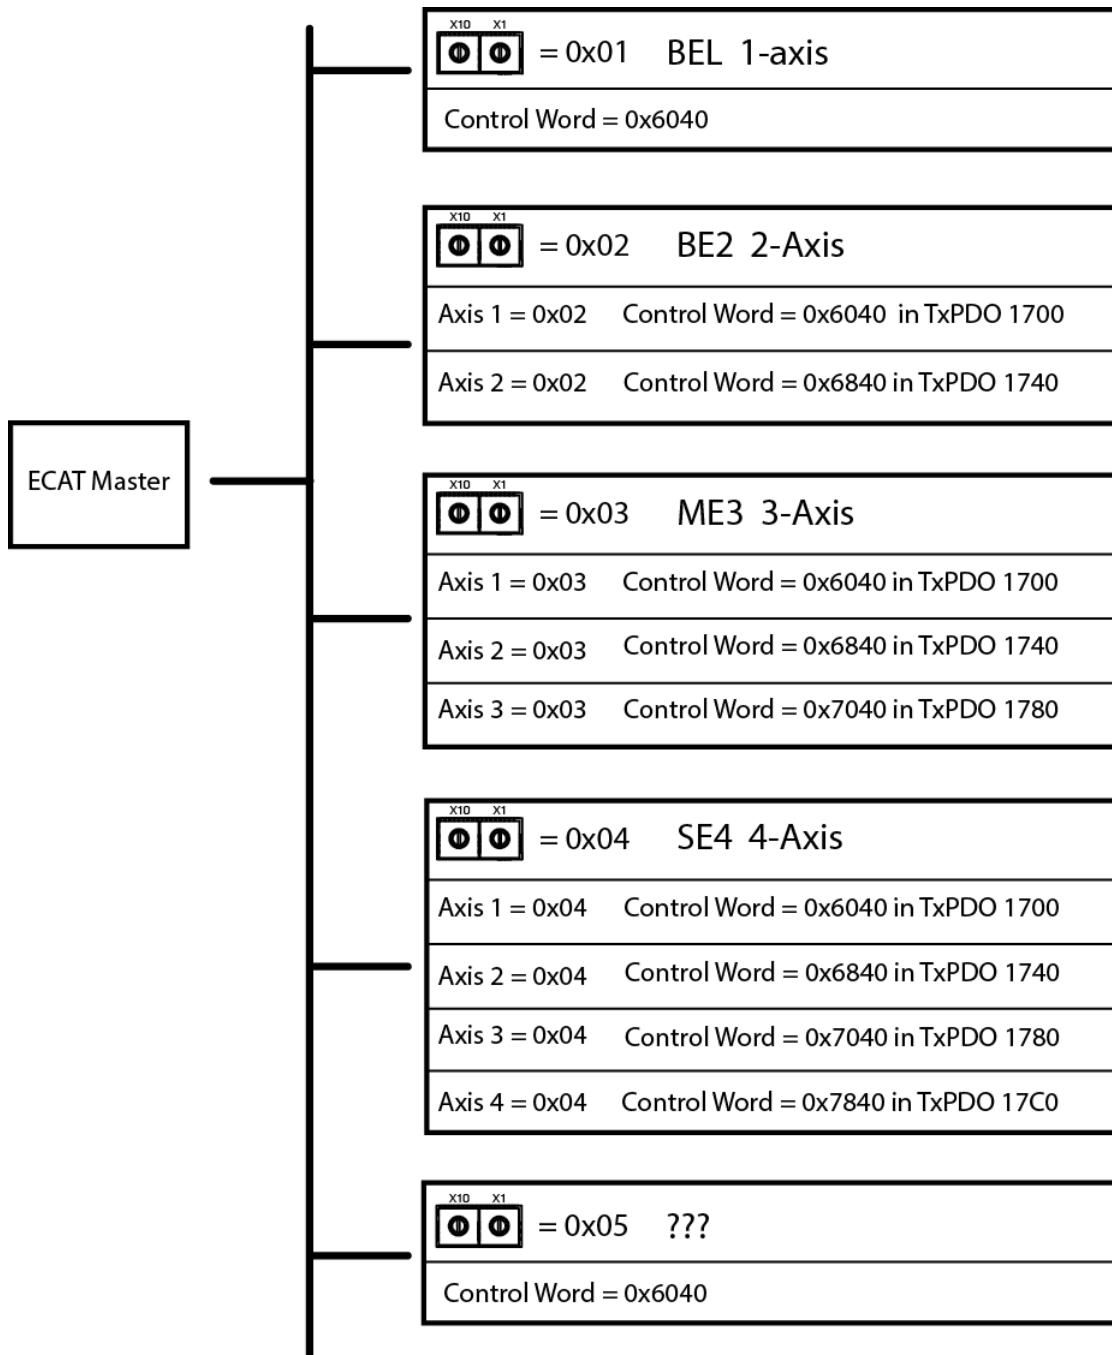 X10 X1
= 0x01 BEL 1-axis
Control Word = 0x6040
X10 X1
= 0x02 BE2 2-Axis
Axis 1 = 0x02 Control Word = 0x6040 in TxPDO 1700
Axis 2 = 0x02 Control Word = 0x6840 in TxPDO 1740
ECAT Master
X10 X1
= 0x03 ME3 3-Axis
Axis 1 = 0x03 Control Word = 0x6040 in TxPDO 1700
Axis 2 = 0x03 Control Word = 0x6840 in TxPDO 1740
Axis 3 = 0x03 Control Word = 0x7040 in TxPDO 1780
X10 X1
= 0x04 SE4 4-Axis
Axis 1 = 0x04 Control Word = 0x6040 in TxPDO 1700
Axis 2 = 0x04 Control Word = 0x6840 in TxPDO 1740
Axis 3 = 0x04 Control Word = 0x7040 in TxPDO 1780
Axis 4 = 0x04 Control Word = 0x7840 in TxPDO 17C0
X10 X1
= 0x05 ???
Control Word = 0x6040